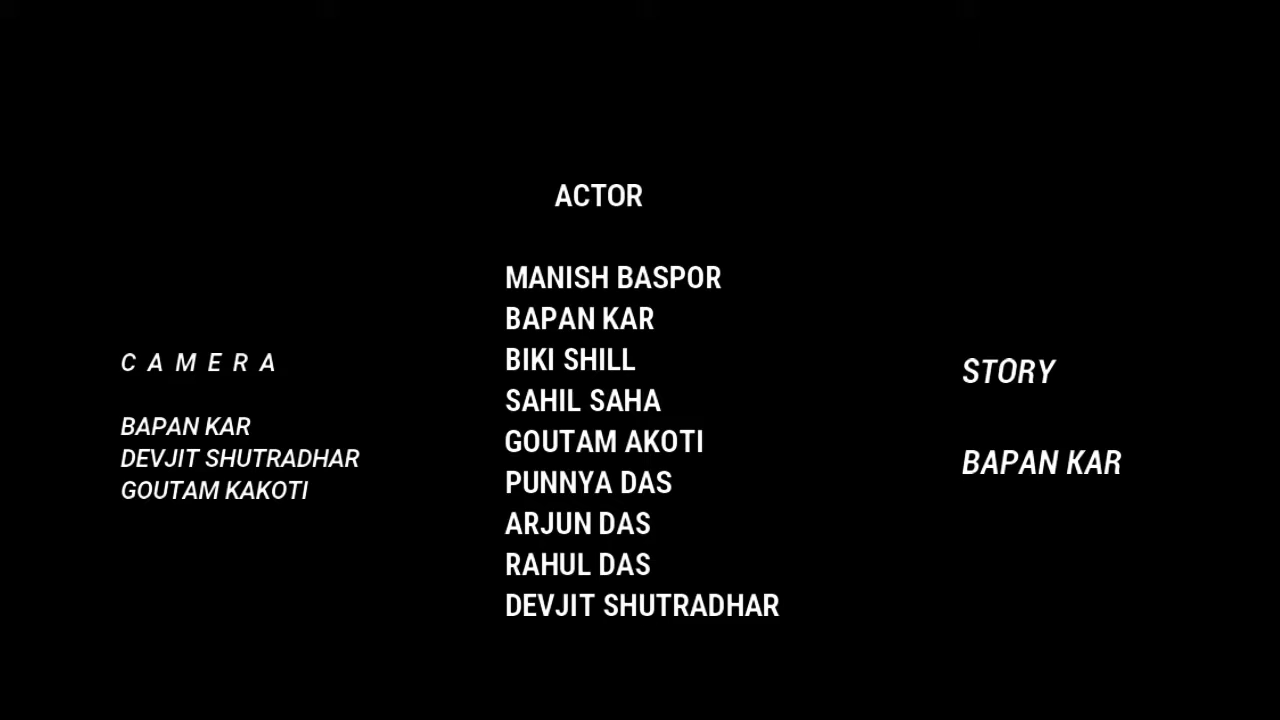 C A M E R A
BAPAN KAR
DEVJIT SHUTRADHAR
GOUTAM KAKOTI
ACTOR
MANISH BASPOR
BAPAN KAR
BIKI SHILL
SAHIL SAHA
GOUTAM AKOTI
PUNNYA DAS
ARJUN DAS
RAHUL DAS
DEVJIT SHUTRADHAR
STORY
BAPAN KAR